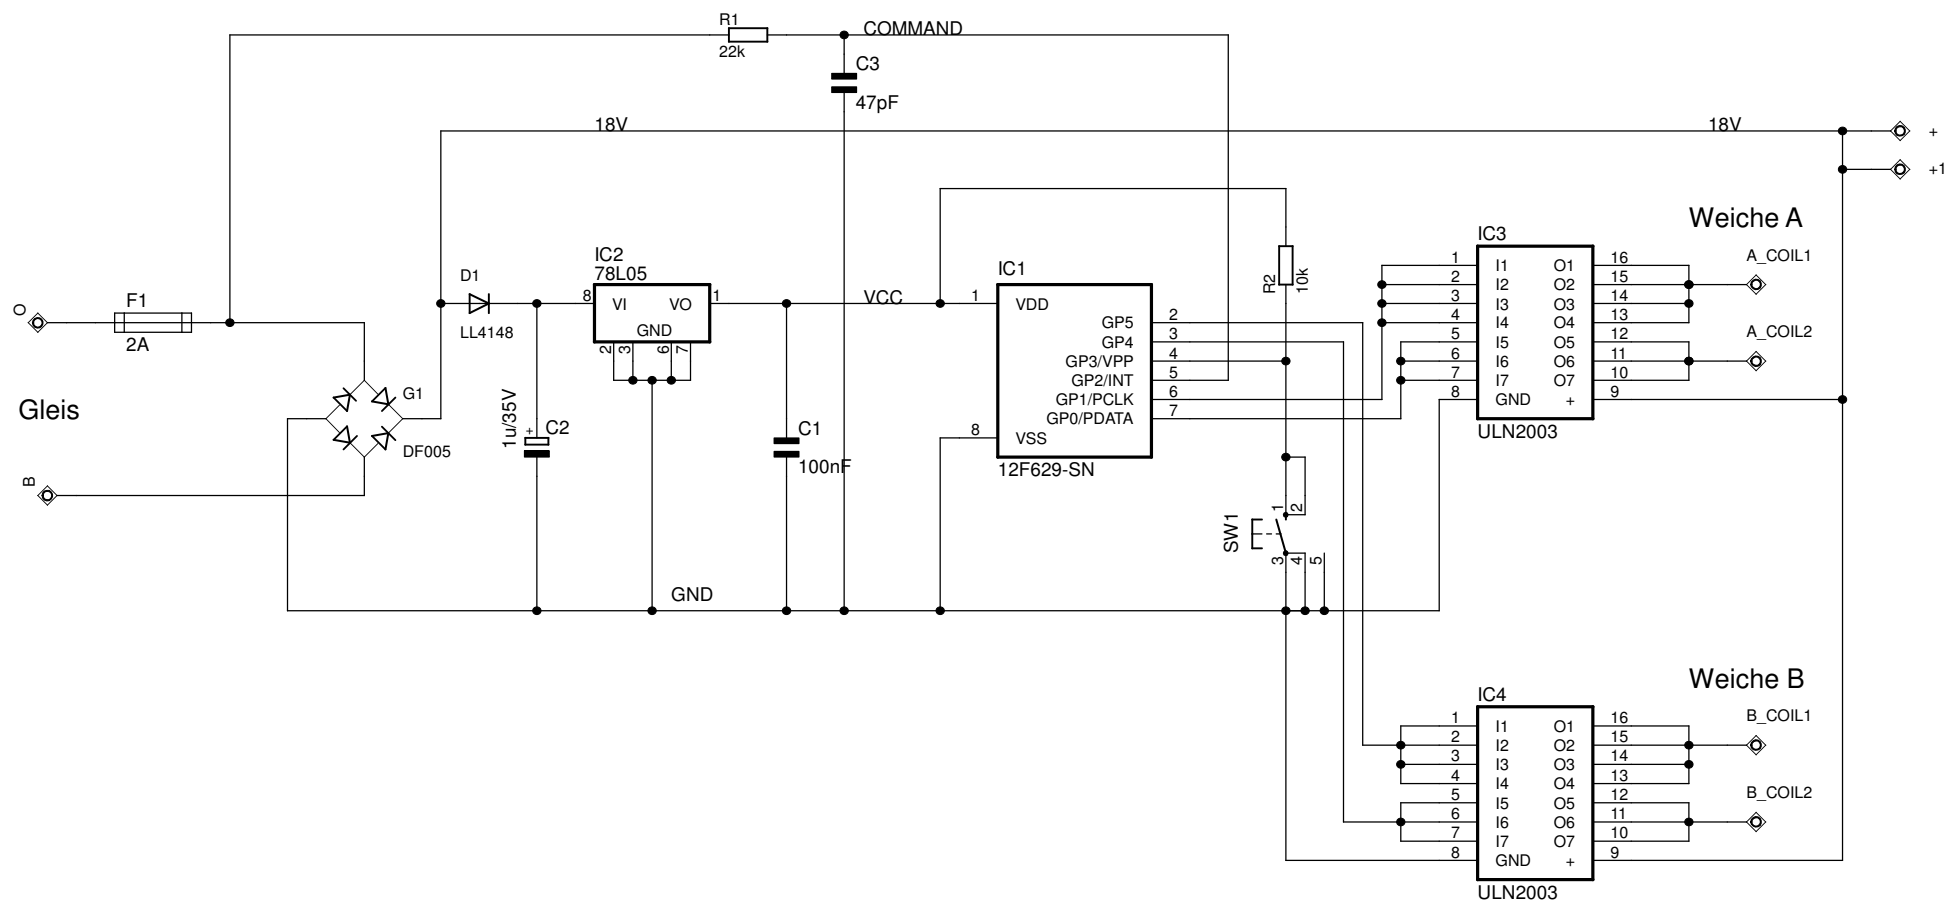 R1
22k
COMMAND
C3
47pF
18V
18V
+
+1
O
F1
2A
Gleis
B
G1
DF005
D1
LL4148
1u/35V
+
C2
IC2
78L05
8
VI
VO
1
GND
2
3
6
7
C1
100nF
VCC
GND
IC1
1
VDD
8
VSS
GP5
2
GP4
3
GP3/VPP
4
GP2/INT
5
GP1/PCLK
6
GP0/PDATA
7
12F629-SN
R2
10k
SW1
1
2
3
4
5
Weiche A
IC3
1 I1 O1 16
2 I2 O2 15
3 I3 O3 14
4 I4 O4 13
5 I5 O5 12
6 I6 O6 11
7 I7 O7 10
8 GND + 9
ULN2003
A_COIL1
A_COIL2
Weiche B
IC4
1 I1 O1 16
2 I2 O2 15
3 I3 O3 14
4 I4 O4 13
5 I5 O5 12
6 I6 O6 11
7 I7 O7 10
8 GND + 9
ULN2003
B_COIL1
B_COIL2